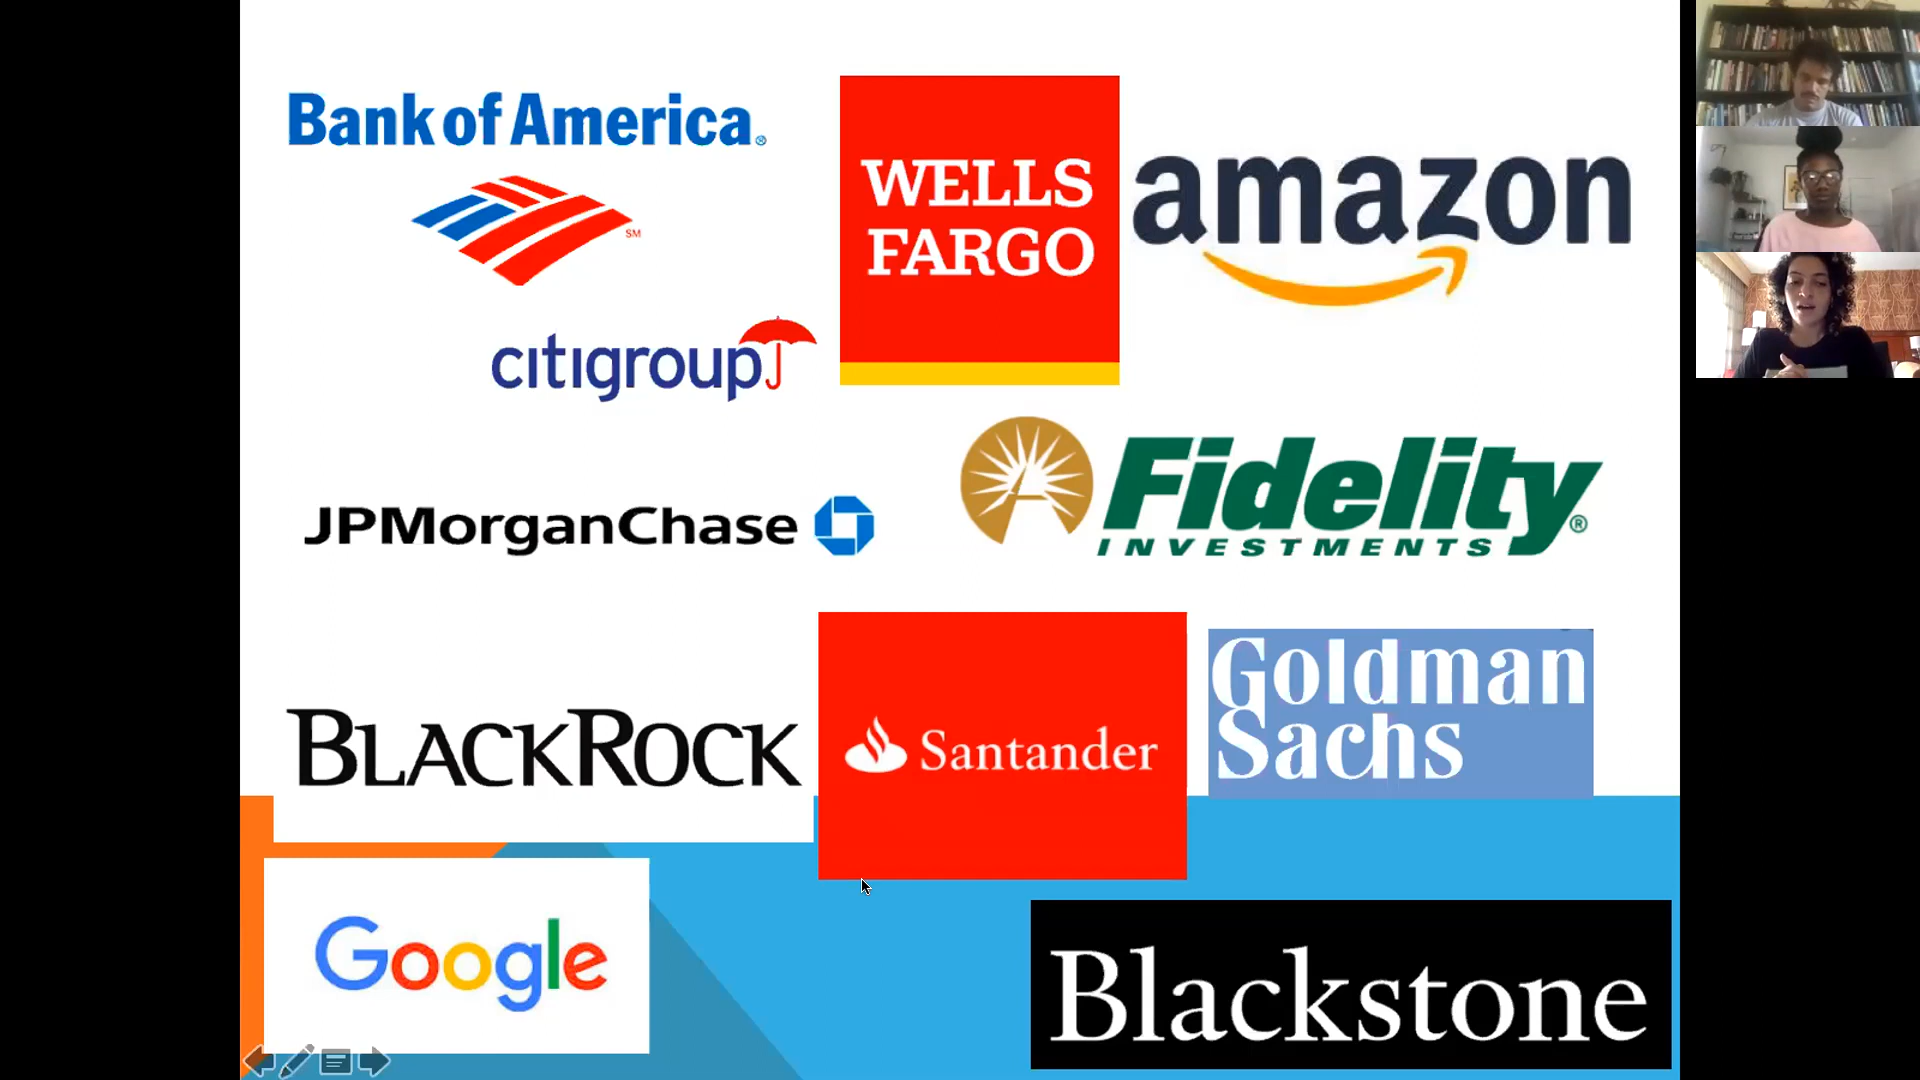 Bank of America®
SM
WELLS
FARGO
amazon
citigroup
Fidelity®
INVESTMENTS
JPMorganChase
BLACKROCK
Santander
Goldman
Sachs
Google
Blackstone